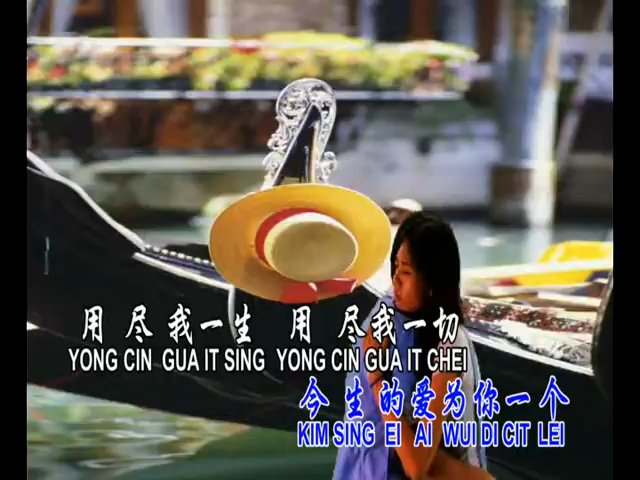 用 尽 我一生 用 尽我一切
YONG CIN GUA IT SING YONG CIN GUA IT CHEI
今 生 的爱为你一个
KIM SING EI AI WUI DI CIT LEI